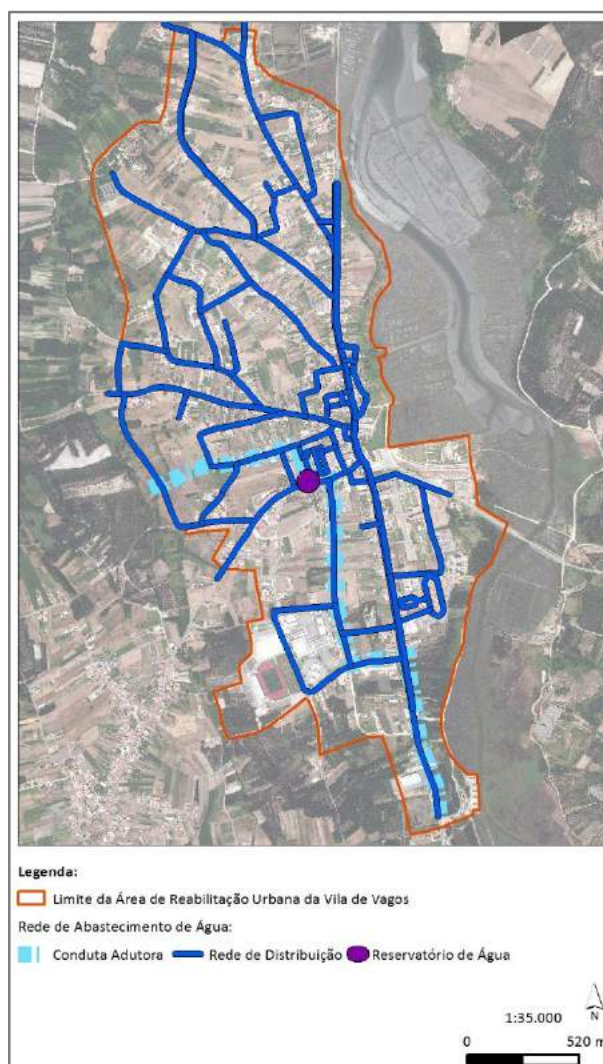 Legenda:
Limite da Área de Reabilitação Urbana da Vila de Vagos
Rede de Abastecimento de Água:
Conduta Adutora Rede de Distribuição Reservatório de Água
1:35.000
N
0 520 m